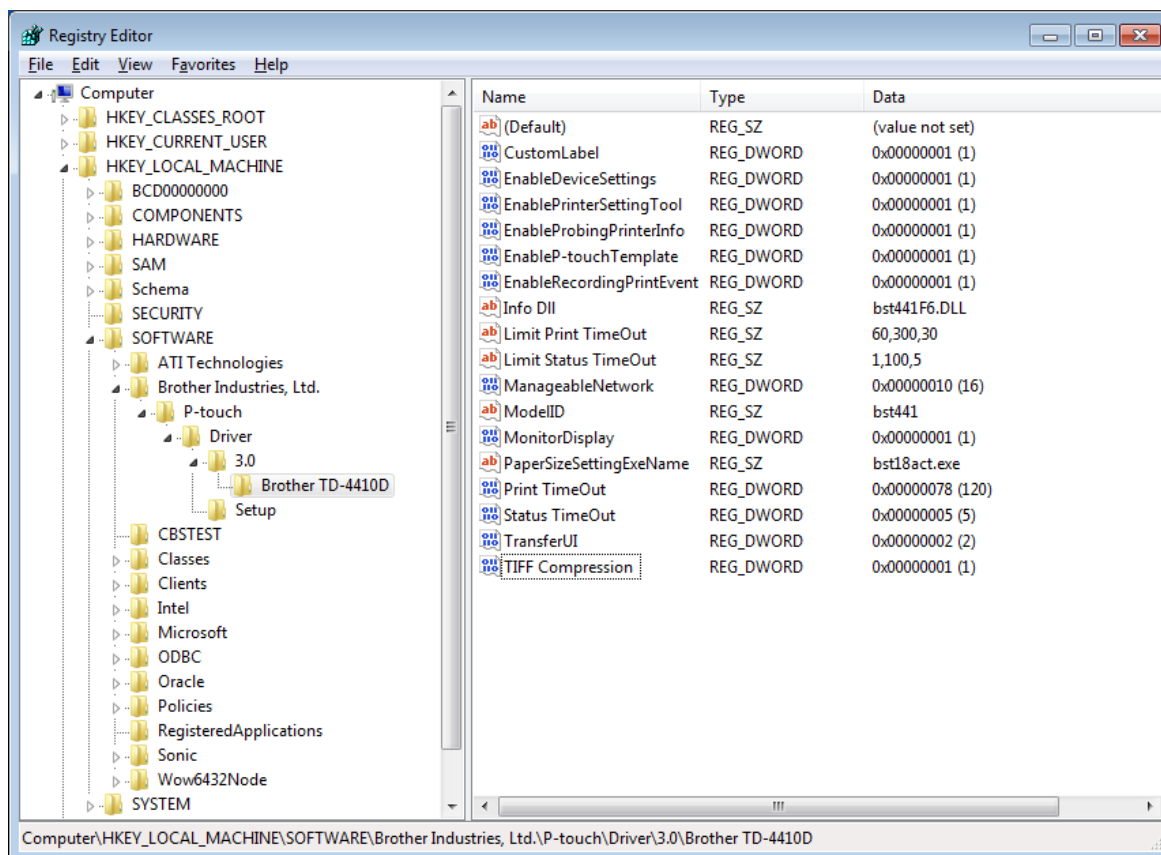 Registry Editor
File Edit View Favorites Help
Computer
HKEY_CLASSES_ROOT
HKEY_CURRENT_USER
HKEY_LOCAL_MACHINE
BCD00000000
COMPONENTS
HARDWARE
SAM
Schema
SECURITY
SOFTWARE
ATI Technologies
Brother Industries, Ltd.
P-touch
Driver
3.0
Brother TD-4410D
Setup
CBSTEST
Classes
Clients
Intel
Microsoft
ODBC
Oracle
Policies
RegisteredApplications
Sonic
Wow6432Node
SYSTEM
Name Type Data
(Default) REG_SZ (value not set)
CustomLabel REG_DWORD 0x00000001 (1)
EnableDeviceSettings REG_DWORD 0x00000001 (1)
EnablePrinterSettingTool REG_DWORD 0x00000001 (1)
EnableProbingPrinterInfo REG_DWORD 0x00000001 (1)
EnableP-touchTemplate REG_DWORD 0x00000001 (1)
EnableRecordingPrintEvent REG_DWORD 0x00000001 (1)
Info Dll REG_SZ bst441F6.DLL
Limit Print TimeOut REG_SZ 60,300,30
Limit Status TimeOut REG_SZ 1,100,5
ManageableNetwork REG_DWORD 0x00000010 (16)
ModelID REG_SZ bst441
MonitorDisplay REG_DWORD 0x00000001 (1)
PaperSizeSettingExeName REG_SZ bst18act.exe
Print TimeOut REG_DWORD 0x00000078 (120)
Status TimeOut REG_DWORD 0x00000005 (5)
TransferUI REG_DWORD 0x00000002 (2)
TIFF Compression REG_DWORD 0x00000001 (1)
Computer\HKEY_LOCAL_MACHINE\SOFTWARE\Brother Industries, Ltd.\P-touch\Driver\3.0\Brother TD-4410D